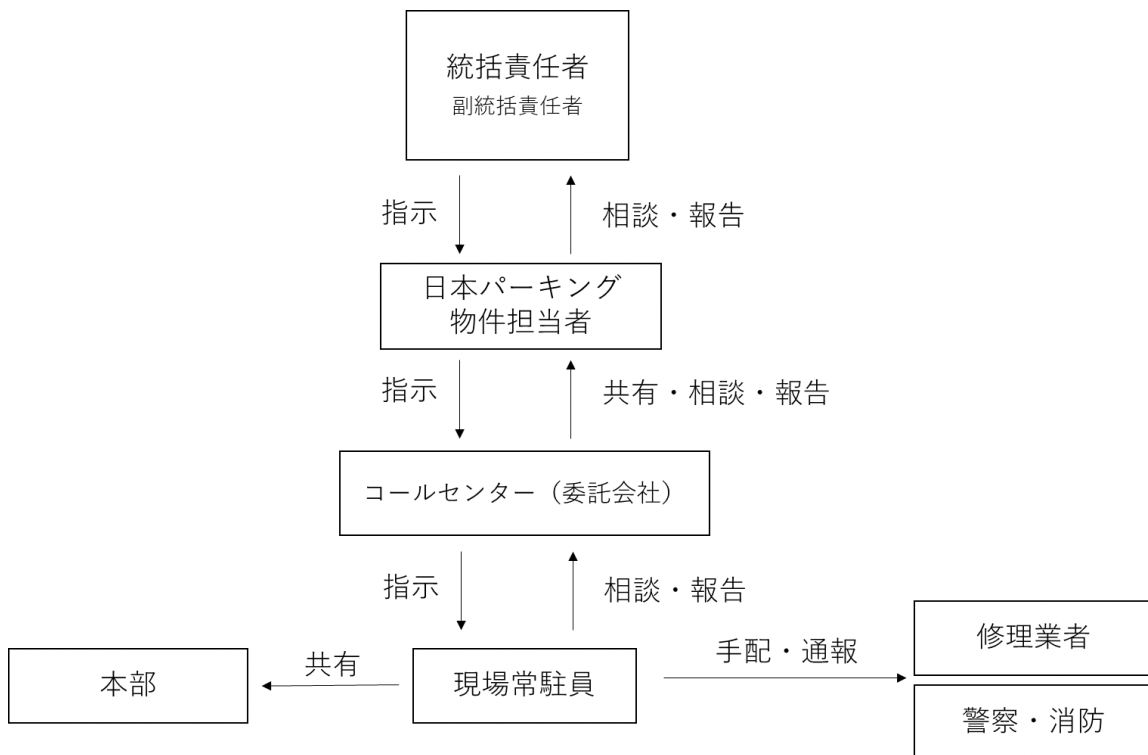 統括責任者
副統括責任者
指示
相談・報告
日本パーキング
物件担当者
指示
共有・相談・報告
コールセンター（委託会社）
指示
相談・報告
本部
共有
現場常駐員
手配・通報
修理業者
警察・消防